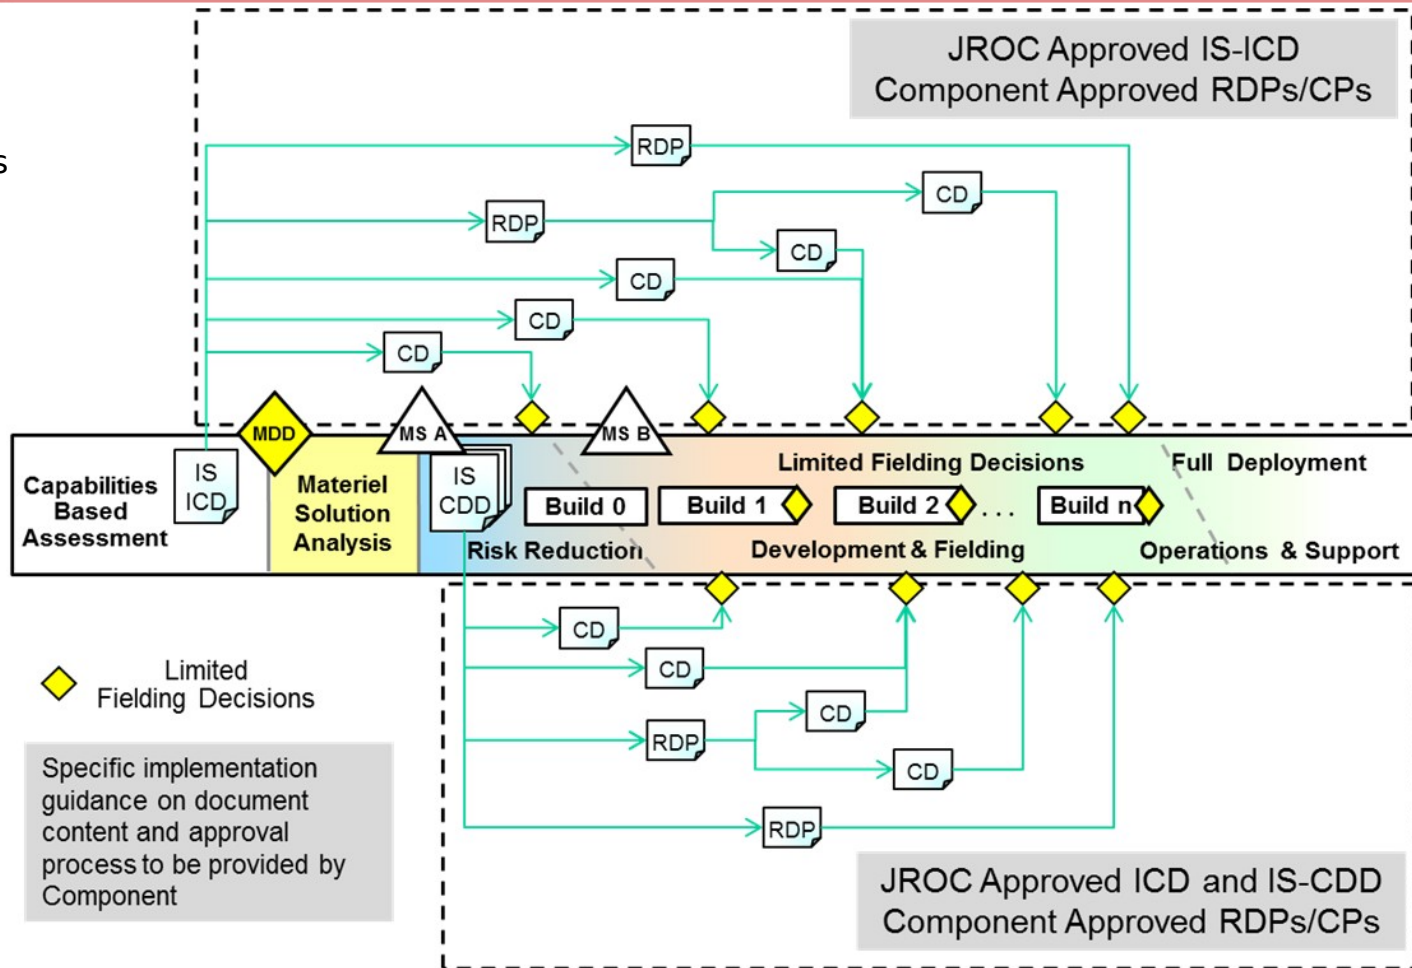 JROC Approved IS-ICD
Component Approved RDPs/CPs
s
RDP
CD
RDP
CD
CD
CD
CD
MDD
MS A
MS B
Capabilities
Based
Assessment
IS
ICD
Materiel
Solution
Analysis
IS
CDD
Limited Fielding Decisions
Full Deployment
Build 0
Build 1
Build 2
. . .
Build n
Risk Reduction
Development & Fielding
Operations & Support
CD
CD
CD
RDP
CD
RDP
Limited
Fielding Decisions
Specific implementation
guidance on document
content and approval
process to be provided by
Component
JROC Approved ICD and IS-CDD
Component Approved RDPs/CPs